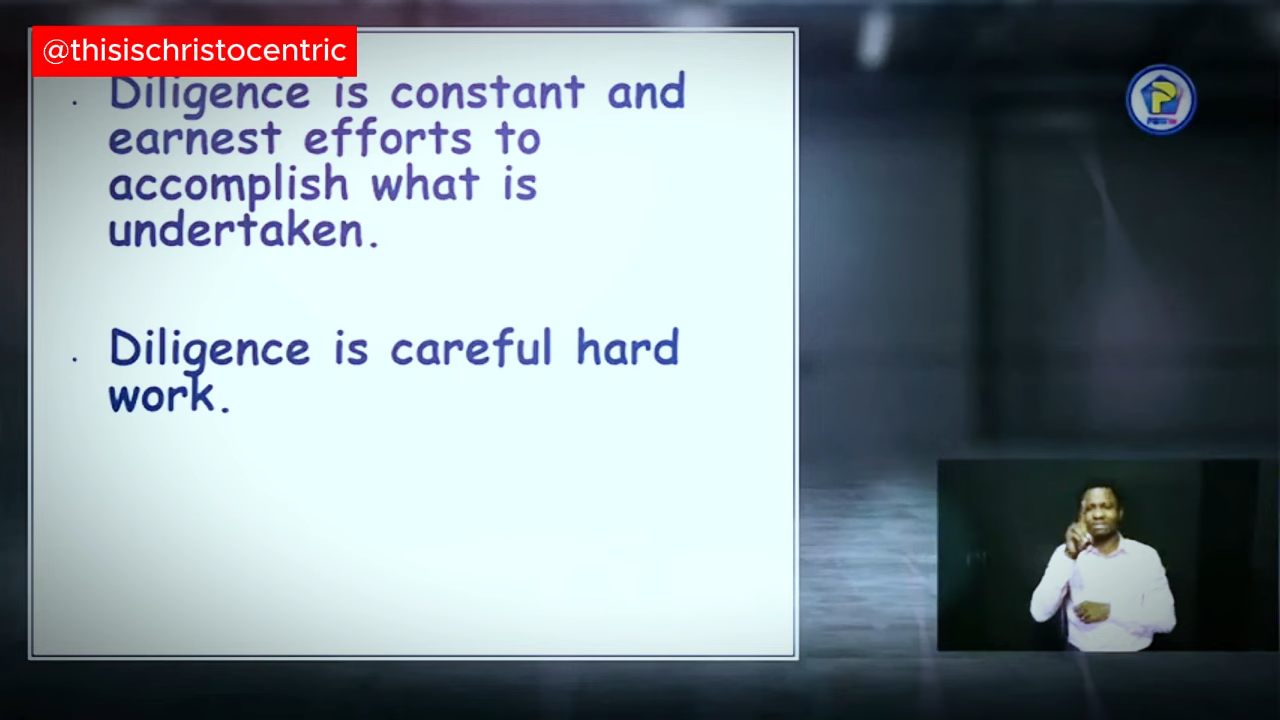 @thisischristocentric
. Diligence is constant and
earnest efforts to
accomplish what is
undertaken.
. Diligence is careful hard
work.